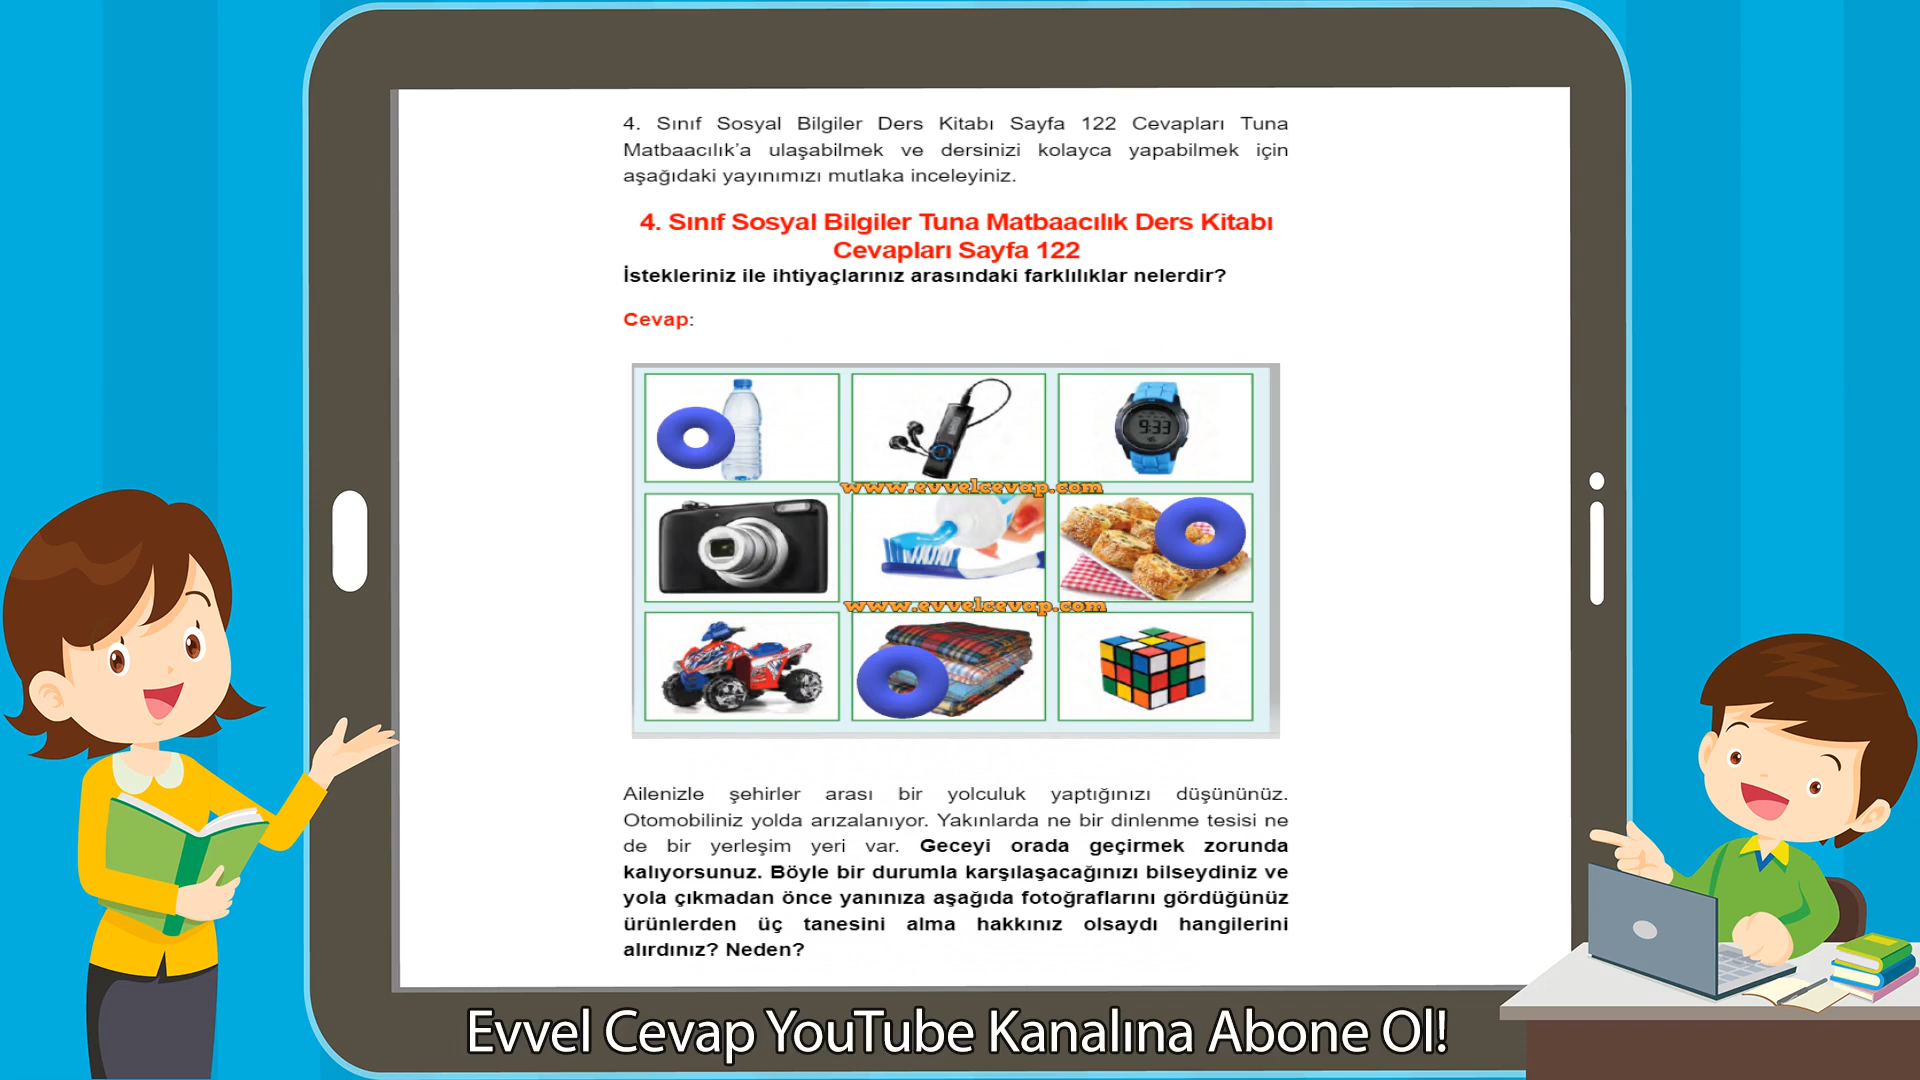 4. Sınıf Sosyal Bilgiler Ders Kitabı Sayfa 122 Cevapları Tuna
Matbaacılık’a ulaşabilmek ve dersinizi kolayca yapabilmek için
aşağıdaki yayınımızı mutlaka inceleyiniz.
4. Sınıf Sosyal Bilgiler Tuna Matbaacılık Ders Kitabı
Cevapları Sayfa 122
İstekleriniz ile ihtiyaçlarınız arasındaki farklılıklar nelerdir?
Cevap:
9:33
www.evvelcevap.com
www.evvelcevap.com
Ailenizle şehirler arası bir yolculuk yaptığınızı düşününüz.
Otomobiliniz yolda arızalanıyor. Yakınlarda ne bir dinlenme tesisi ne
de bir yerleşim yeri var. Geceyi orada geçirmek zorunda
kalıyorsunuz. Böyle bir durumla karşılaşacağınızı bilseydiniz ve
yola çıkmadan önce yanınıza aşağıda fotoğraflarını gördüğünüz
ürünlerden üç tanesini alma hakkınız olsaydı hangilerini
alırdınız? Neden?
Evvel Cevap YouTube Kanalına Abone Ol!